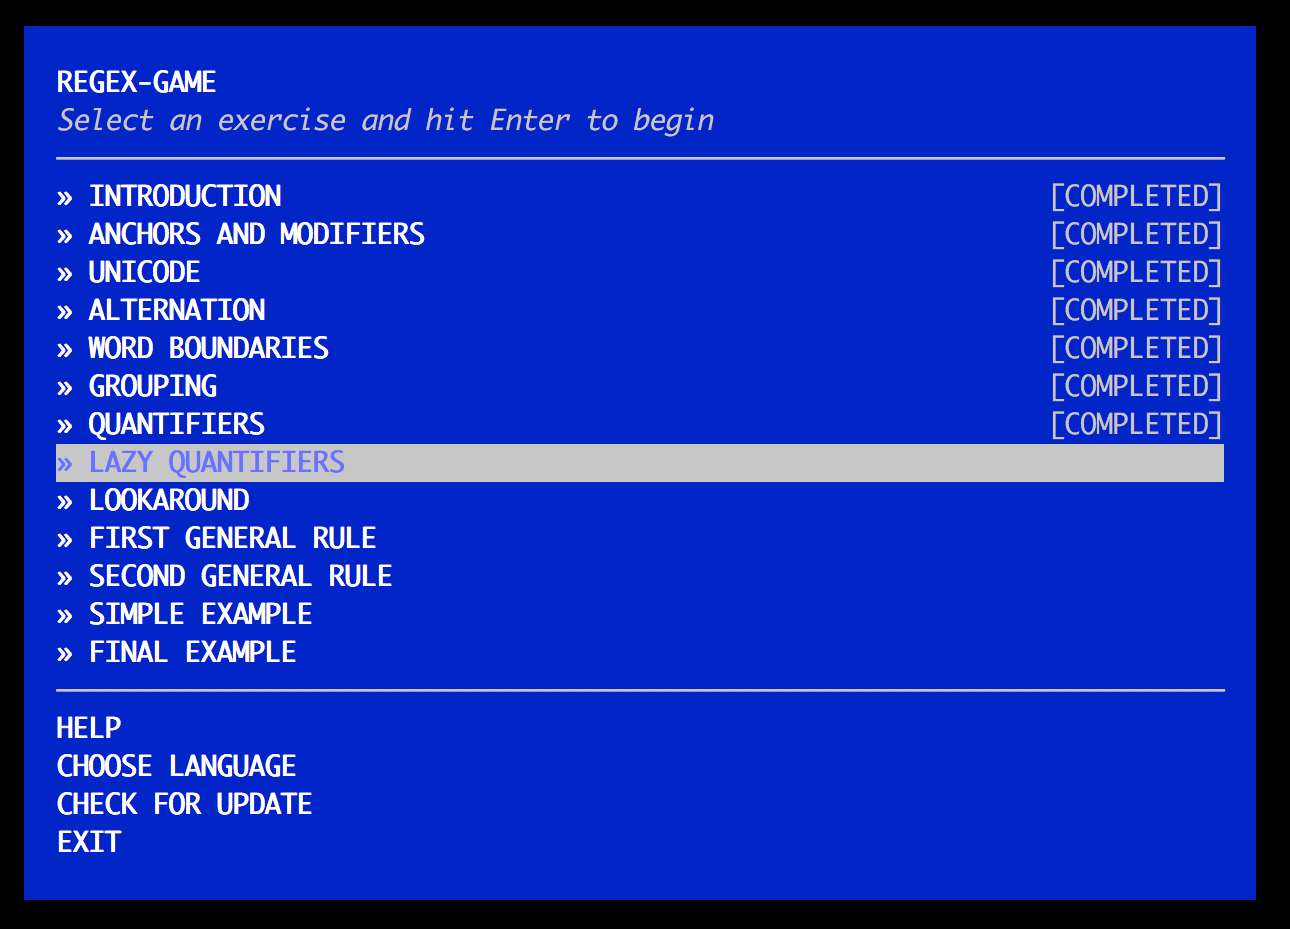 REGEX-GAME
Select an exercise and hit Enter to begin
» INTRODUCTION [COMPLETED]
» ANCHORS AND MODIFIERS [COMPLETED]
» UNICODE [COMPLETED]
» ALTERNATION [COMPLETED]
» WORD BOUNDARIES [COMPLETED]
» GROUPING [COMPLETED]
» QUANTIFIERS [COMPLETED]
» LAZY QUANTIFIERS
» LOOKAROUND
» FIRST GENERAL RULE
» SECOND GENERAL RULE
» SIMPLE EXAMPLE
» FINAL EXAMPLE
HELP
CHOOSE LANGUAGE
CHECK FOR UPDATE
EXIT